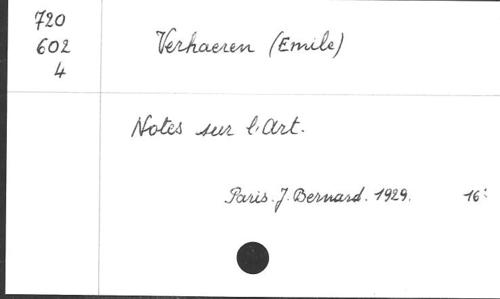 720
602
4
Verhaeren (Emile)
Notes sur l'Art.
Paris. J. Bernard. 1929. 16: